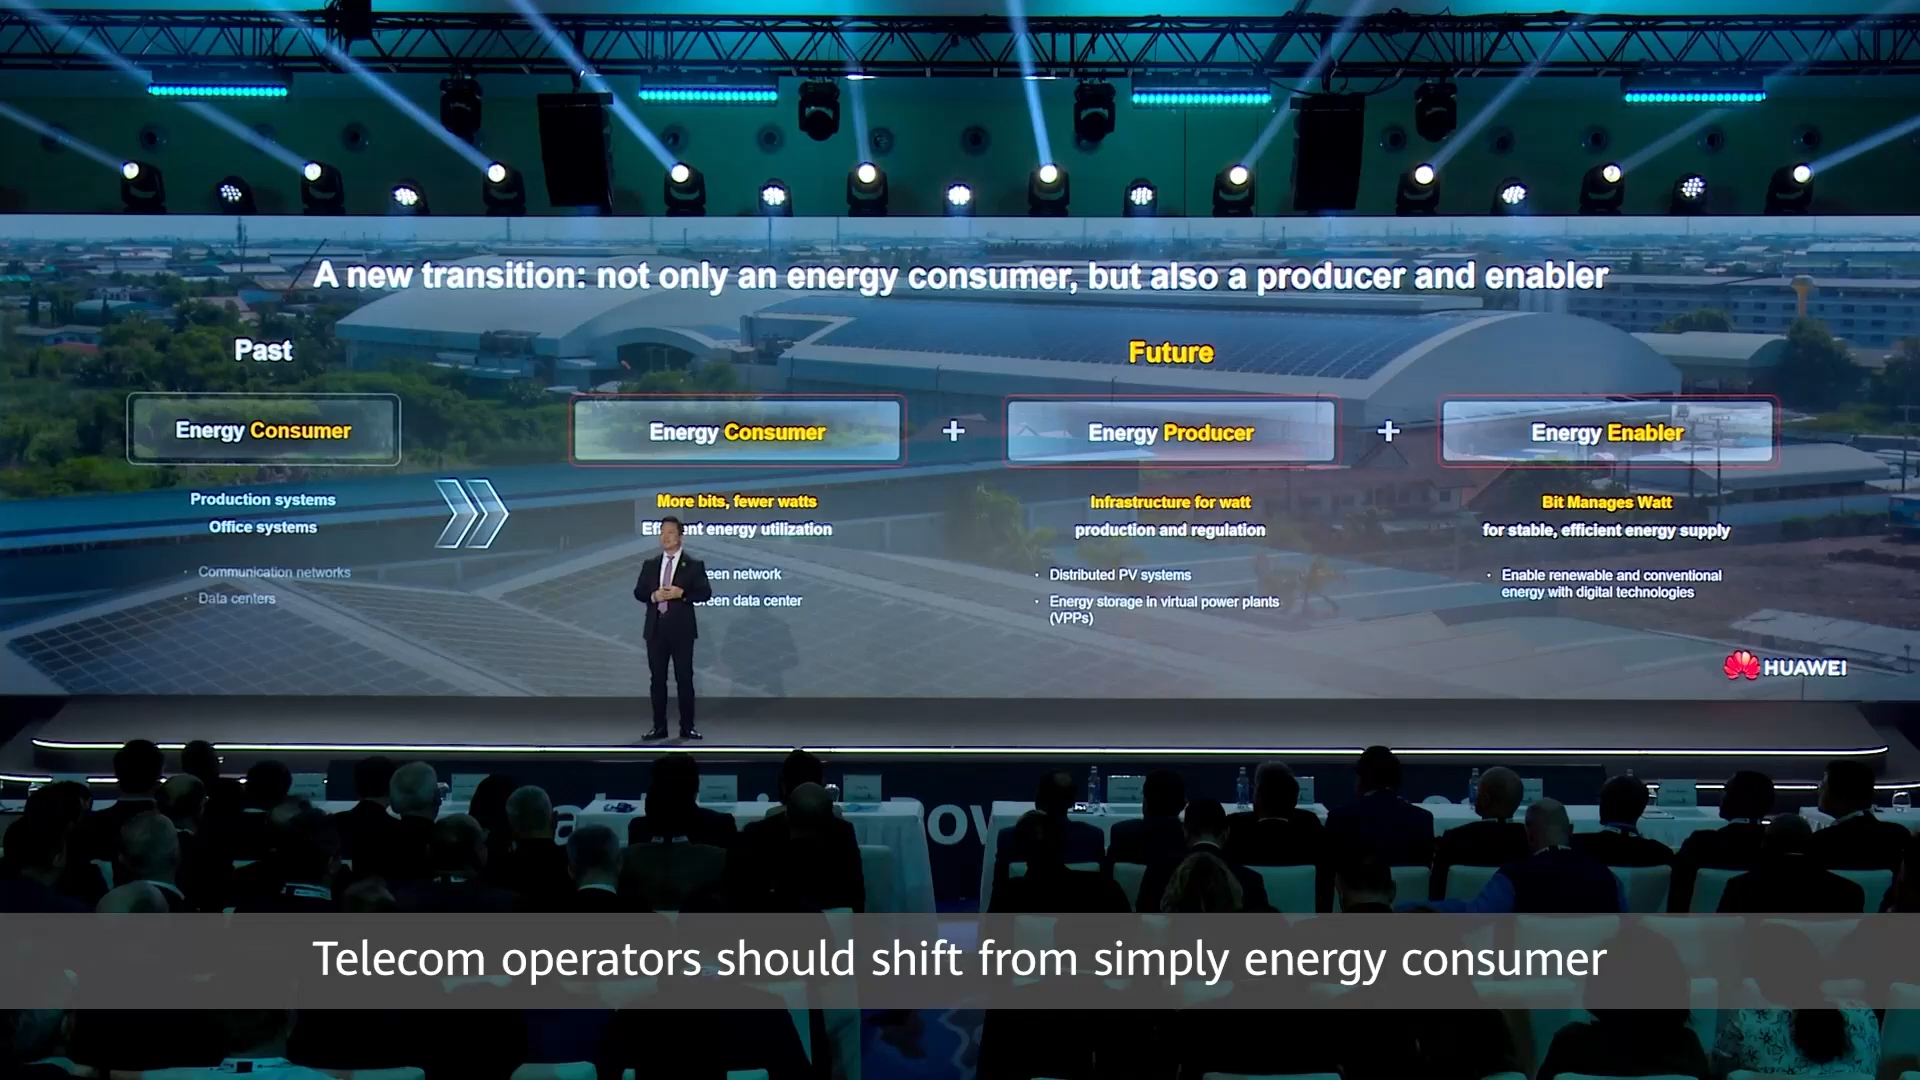 A new transition: not only an energy consumer, but also a producer and enabler
Past
Future
Energy Consumer
Energy Consumer
+
Energy Producer
+
Energy Enabler
Production systems
Office systems
• Communication networks
• Data centers
More bits, fewer watts
energy utilization
network
data center
Infrastructure for watt
production and regulation
• Distributed PV systems
• Energy storage in virtual power plants
(VPPs)
Bit Manages Watt
for stable, efficient energy supply
• Enable renewable and conventional
energy with digital technologies
HUAWEI
Telecom operators should shift from simply energy consumer